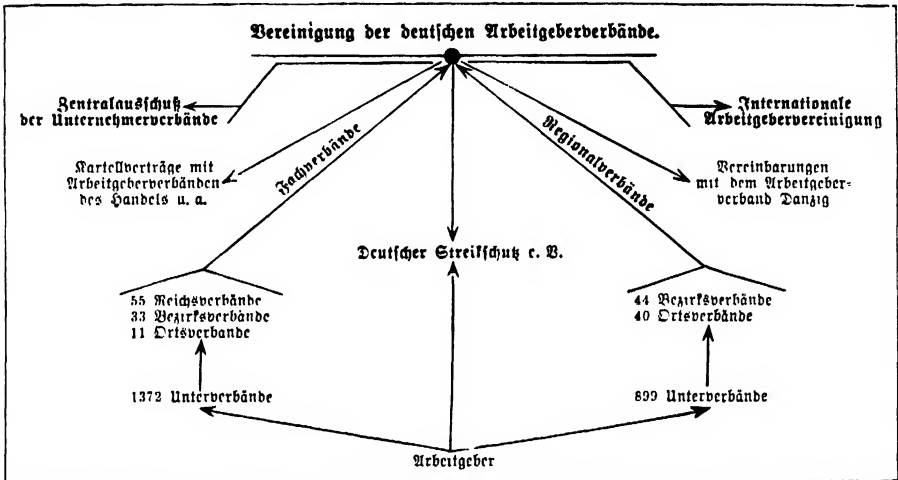 Vereinigung der deutschen Arbeitgeberverbände.
Zentralausschuß
der Unternehmerverbände
Internationale
Arbeitgebervereinigung
Kartellverträge mit
Arbeitgeberverbänden
des Handels u. a.
Fachverbände
Regionalverbände
Vereinbarungen
mit dem Arbeitgeber-
verband Danzig
Deutscher Streikschutz e. V.
55 Reichsverbände
33 Bezirksverbände
11 Ortsverbande
44 Bezirksverbände
40 Ortsverbände
1372 Unterverbände
899 Unterverbände
Arbeitgeber